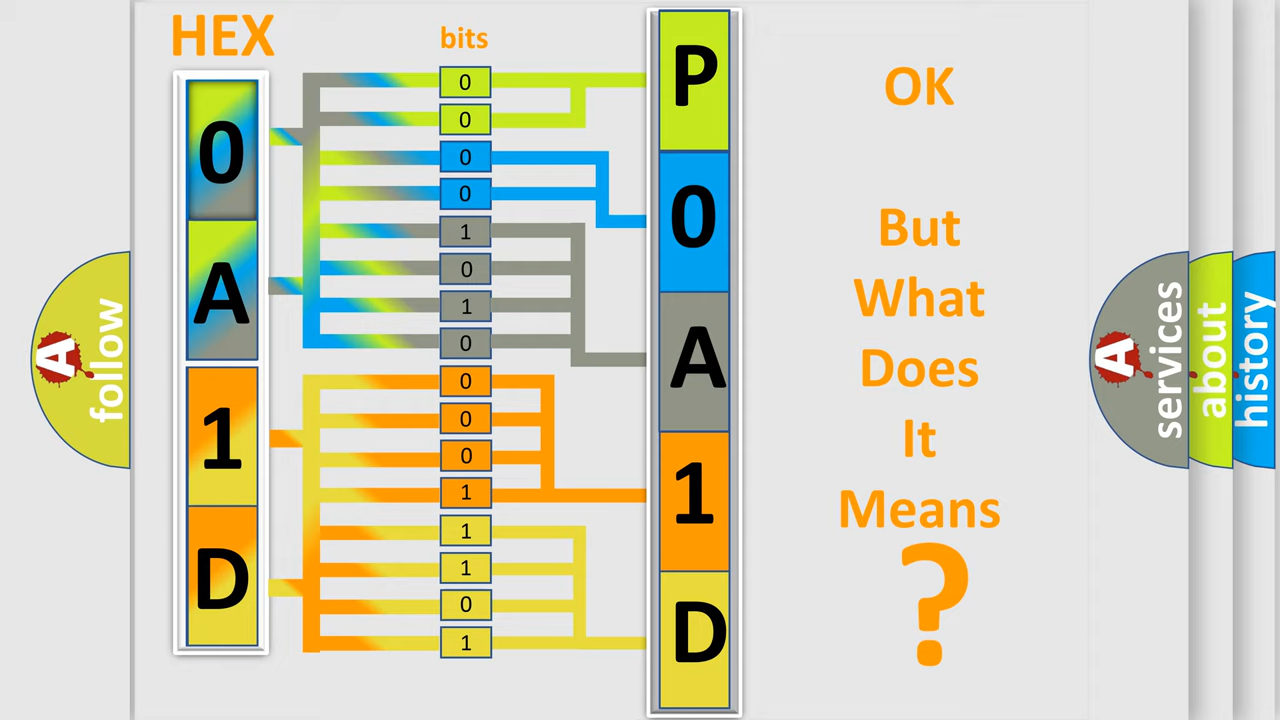 HEX
bits
0
A
1
D
0
0
0
0
1
0
1
0
0
0
0
1
1
1
0
1
P
0
A
1
D
OK
But
What
Does
It
Means
?
A
follow
A
services
about
history